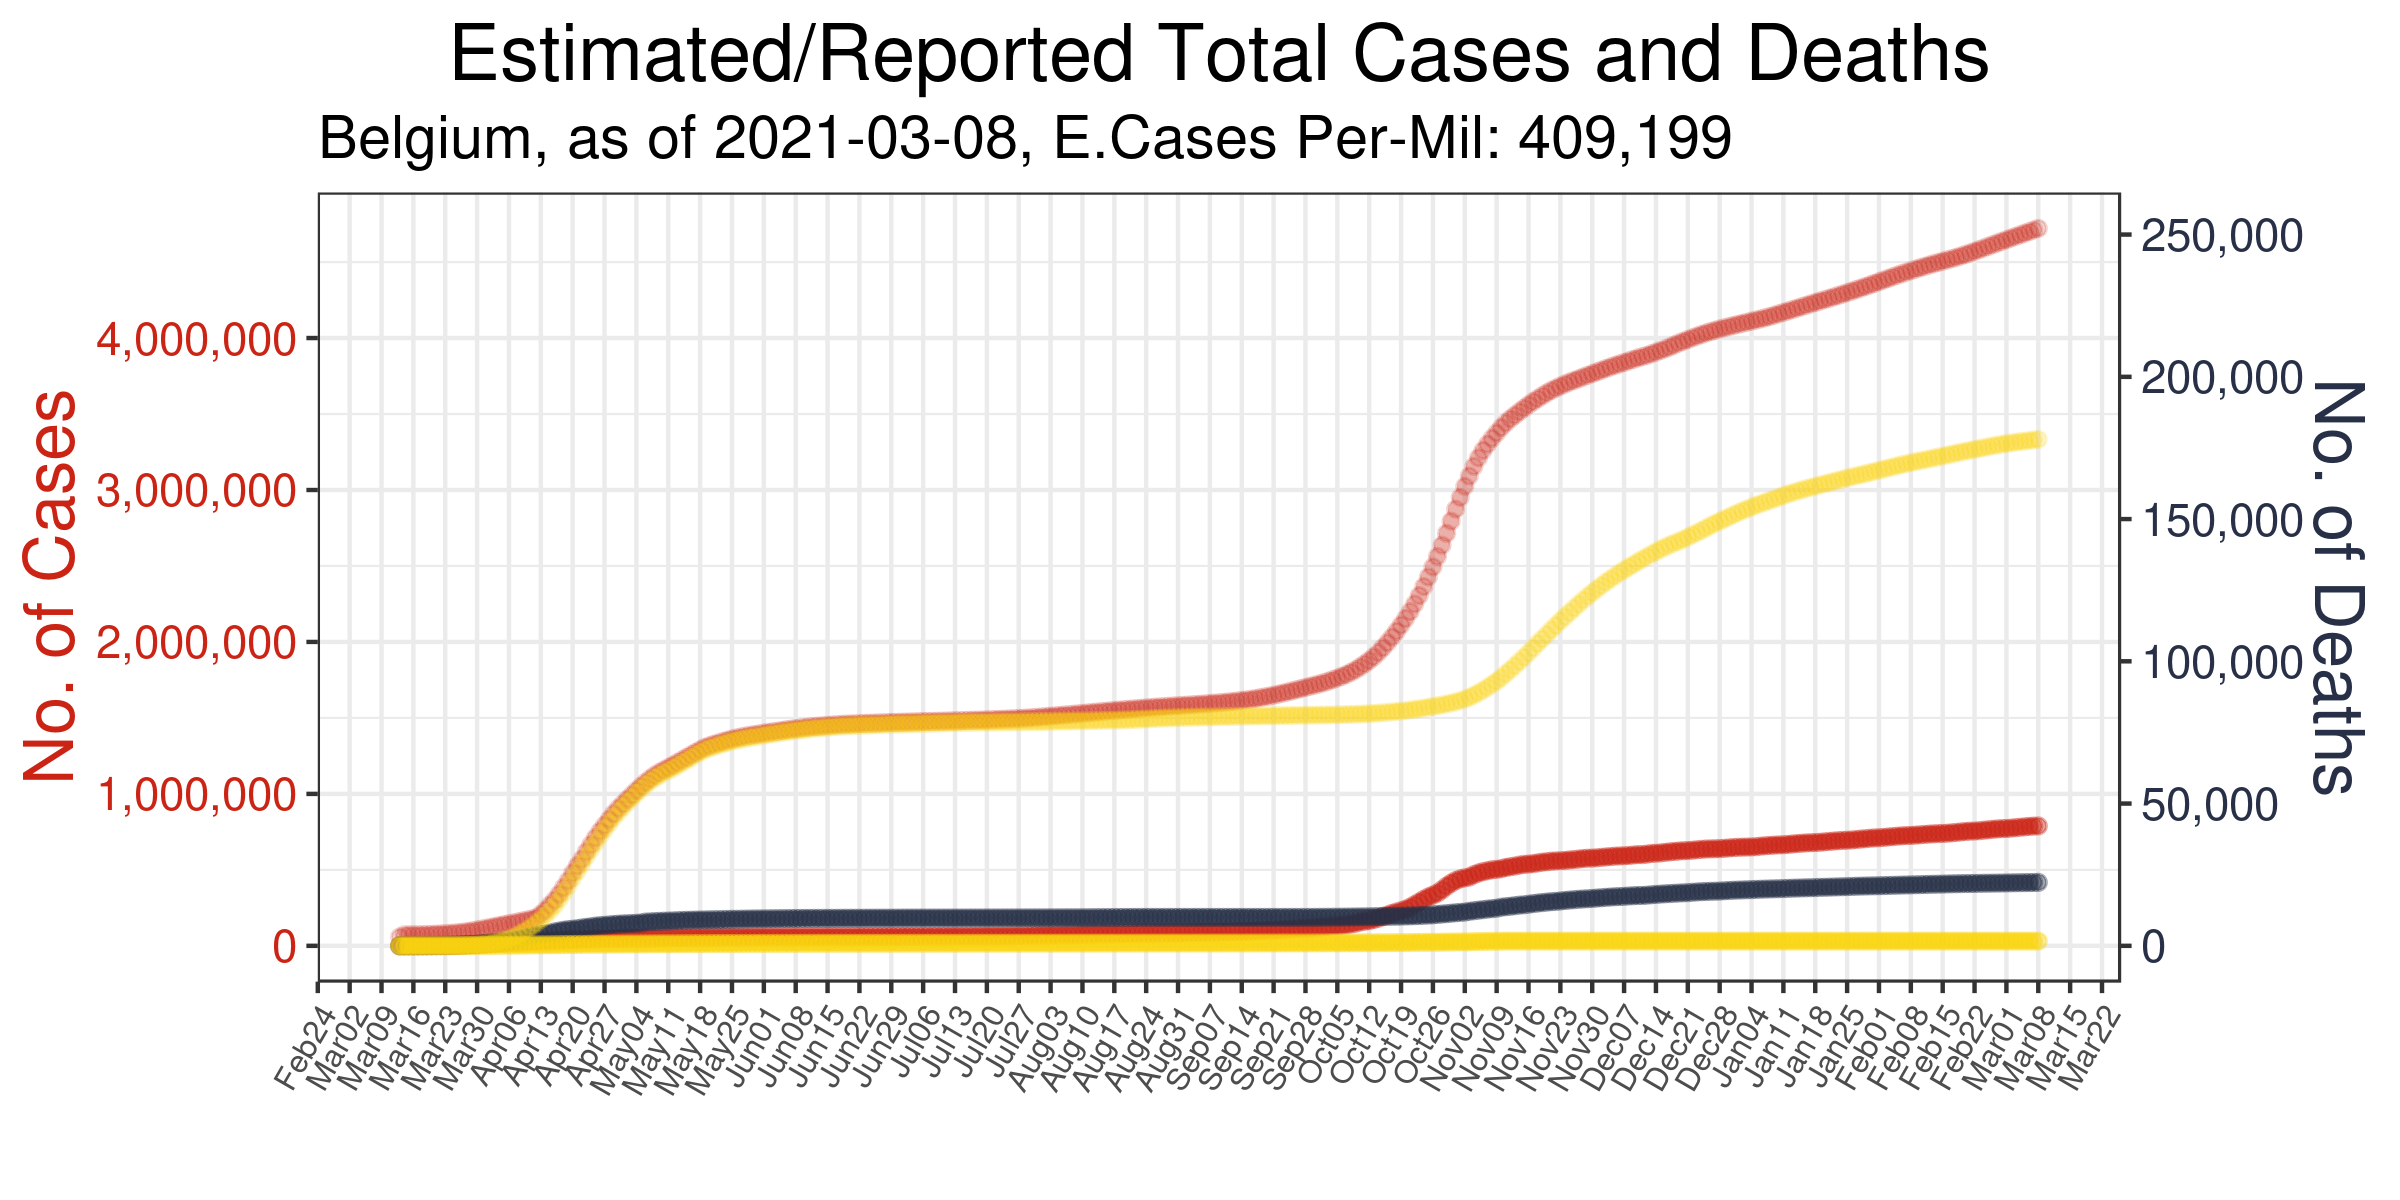 Estimated/Reported Total Cases and Deaths
Belgium, as of 2021-03-08, E.Cases Per-Mil: 409,199
No. of Cases
4,000,000
3,000,000
2,000,000
1,000,000
0
250,000
200,000
150,000
100,000
50,000
0
No. of Deaths
Feb24
Mar02
Mar09
Mar16
Mar23
Mar30
Apr06
Apr13
Apr20
Apr27
May04
May11
May18
May25
Jun01
Jun08
Jun15
Jun22
Jun29
Jul06
Jul13
Jul20
Jul27
Aug03
Aug10
Aug17
Aug24
Aug31
Sep07
Sep14
Sep21
Sep28
Oct05
Oct12
Oct19
Oct26
Nov02
Nov09
Nov16
Nov23
Nov30
Dec07
Dec14
Dec21
Dec28
Jan04
Jan11
Jan18
Jan25
Feb01
Feb08
Feb15
Feb22
Mar01
Mar08
Mar15
Mar22